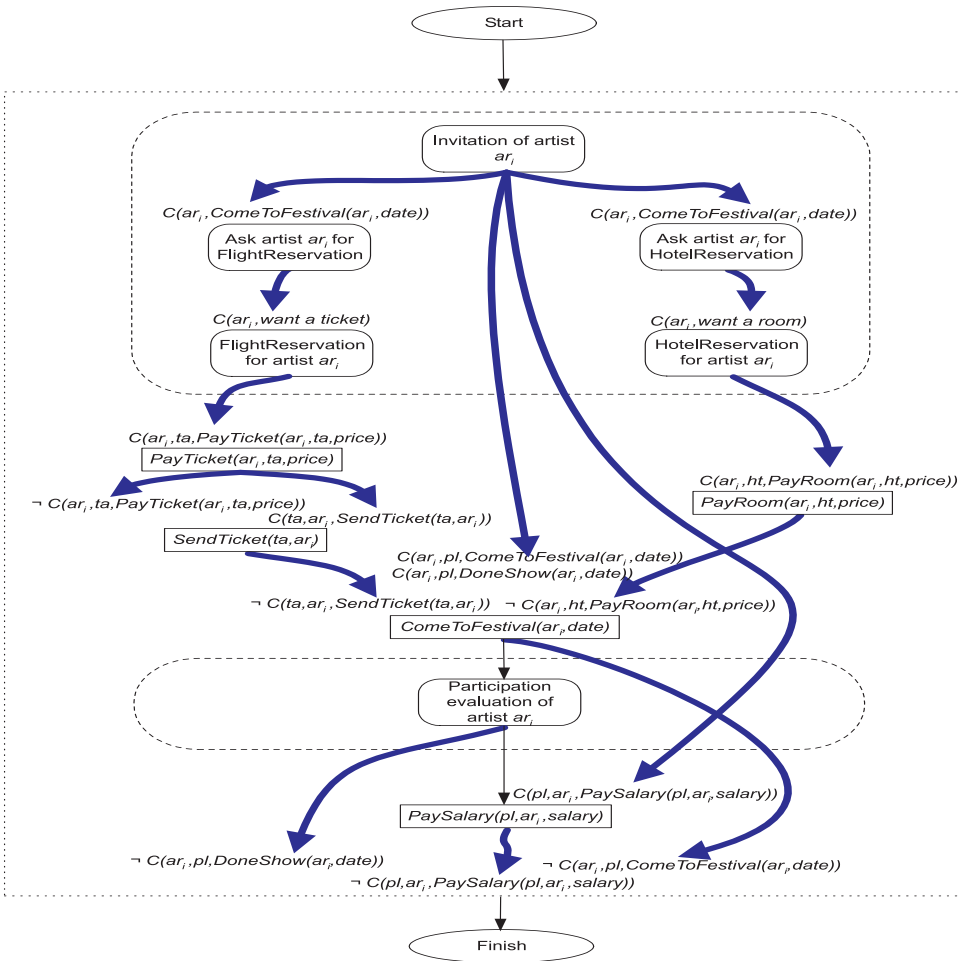 Start
Invitation of artist
ar_i
C(ar_i,ComeToFestival(ar_i,date))
C(ar_i,ComeToFestival(ar_i,date))
Ask artist ar_i for
FlightReservation
Ask artist ar_i for
HotelReservation
C(ar_i,want a ticket)
C(ar_i,want a room)
FlightReservation
for artist ar_i
HotelReservation
for artist ar_i
C(ar_i,ta,PayTicket(ar_i,ta,price))
PayTicket(ar_i,ta,price)
C(ar_i,ht,PayRoom(ar_i,ht,price))
PayRoom(ar_i,ht,price)
¬ C(ar_i,ta,PayTicket(ar_i,ta,price))
C(ta,ar_i,SendTicket(ta,ar_i))
SendTicket(ta,ar_i)
C(ar_i,pl,ComeToFestival(ar_i,date))
C(ar_i,pl,DoneShow(ar_i,date))
¬ C(ta,ar_i,SendTicket(ta,ar_i))
¬ C(ar_i,ht,PayRoom(ar_i,ht,price))
ComeToFestival(ar_i,date)
Participation
evaluation of
artist ar_i
C(pl,ar_i,PaySalary(pl,ar_i,salary))
PaySalary(pl,ar_i,salary)
¬ C(ar_i,pl,DoneShow(ar_i,date))
¬ C(ar_i,pl,ComeToFestival(ar_i,date))
¬ C(pl,ar_i,PaySalary(pl,ar_i,salary))
Finish